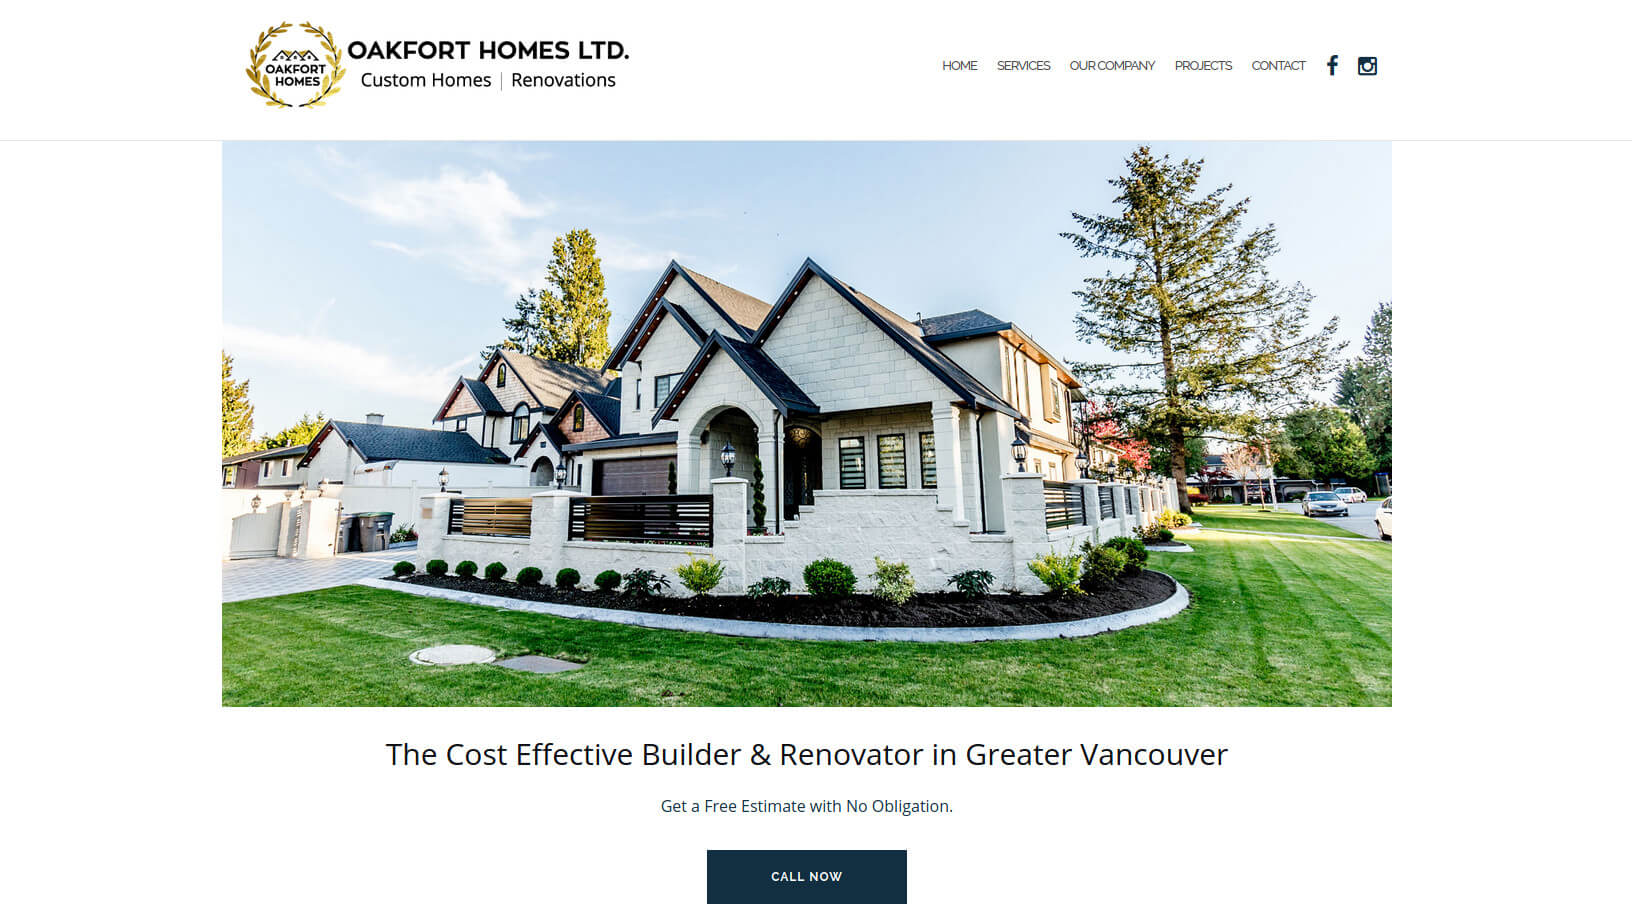 OAKFORT
HOMES
OAKFORT HOMES LTD.
Custom Homes | Renovations
HOME SERVICES OUR COMPANY PROJECTS CONTACT
The Cost Effective Builder & Renovator in Greater Vancouver
Get a Free Estimate with No Obligation.
CALL NOW